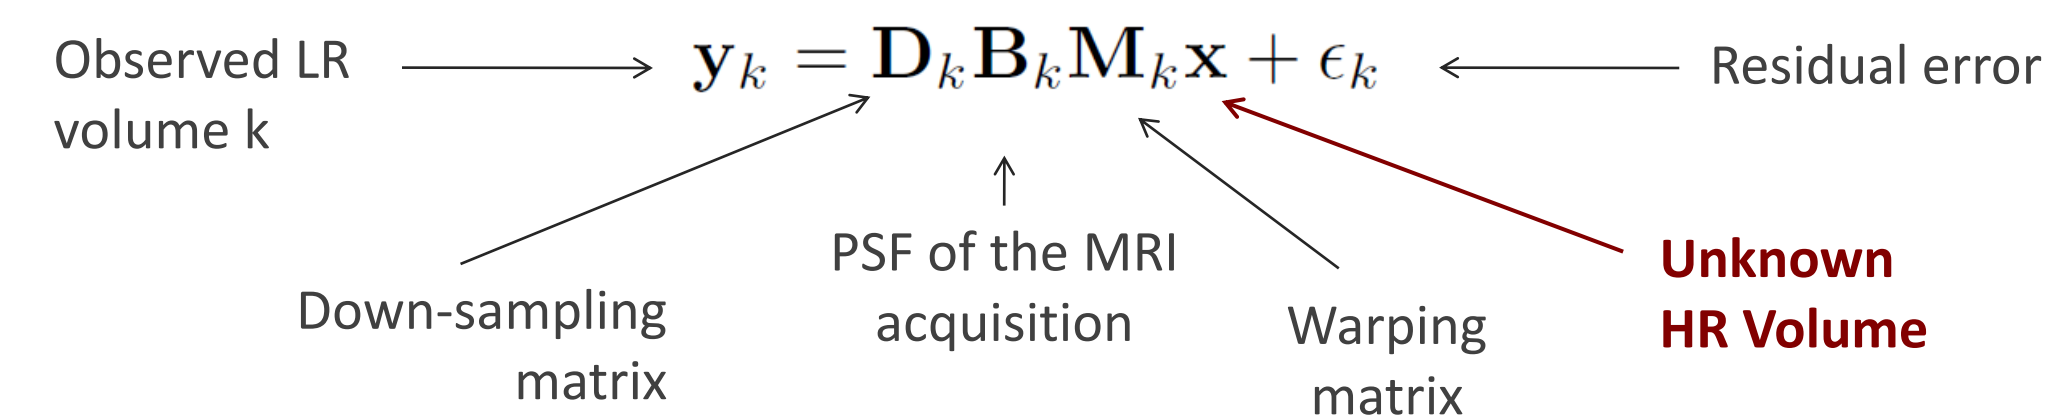 Observed LR
volume k
y_k = D_k B_k M_k x + ϵ_k
Residual error
Down-sampling
matrix
PSF of the MRI
acquisition
Warping
matrix
Unknown
HR Volume